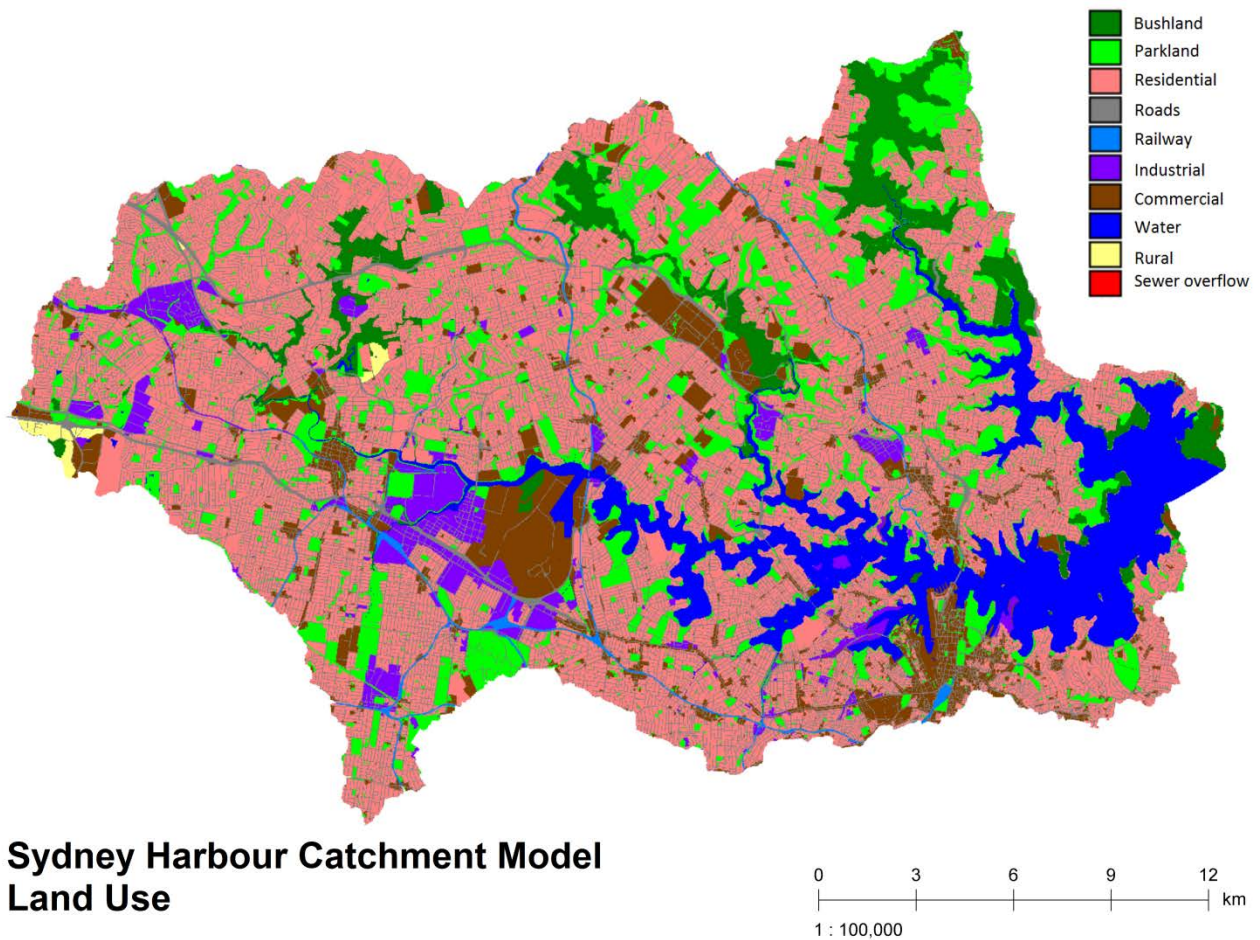 Bushland
Parkland
Residential
Roads
Railway
Industrial
Commercial
Water
Rural
Sewer overflow
Sydney Harbour Catchment Model
Land Use
0 3 6 9 12
km
1 : 100,000